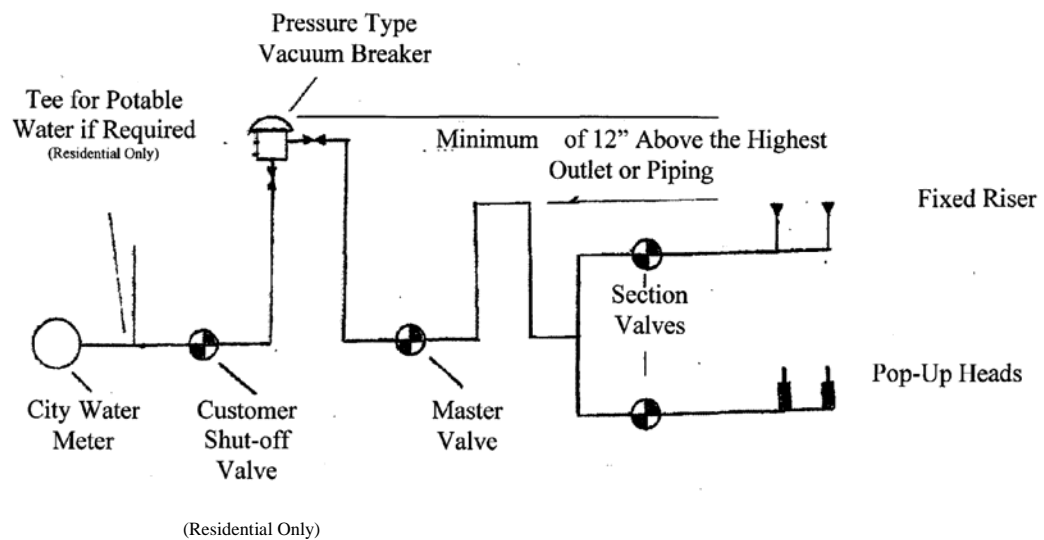 Pressure Type
Vacuum Breaker
Tee for Potable
Water if Required
(Residential Only)
Minimum of 12" Above the Highest
Outlet or Piping
Fixed Riser
Section
Valves
Pop-Up Heads
City Water
Meter
Customer
Shut-off
Valve
Master
Valve
(Residential Only)